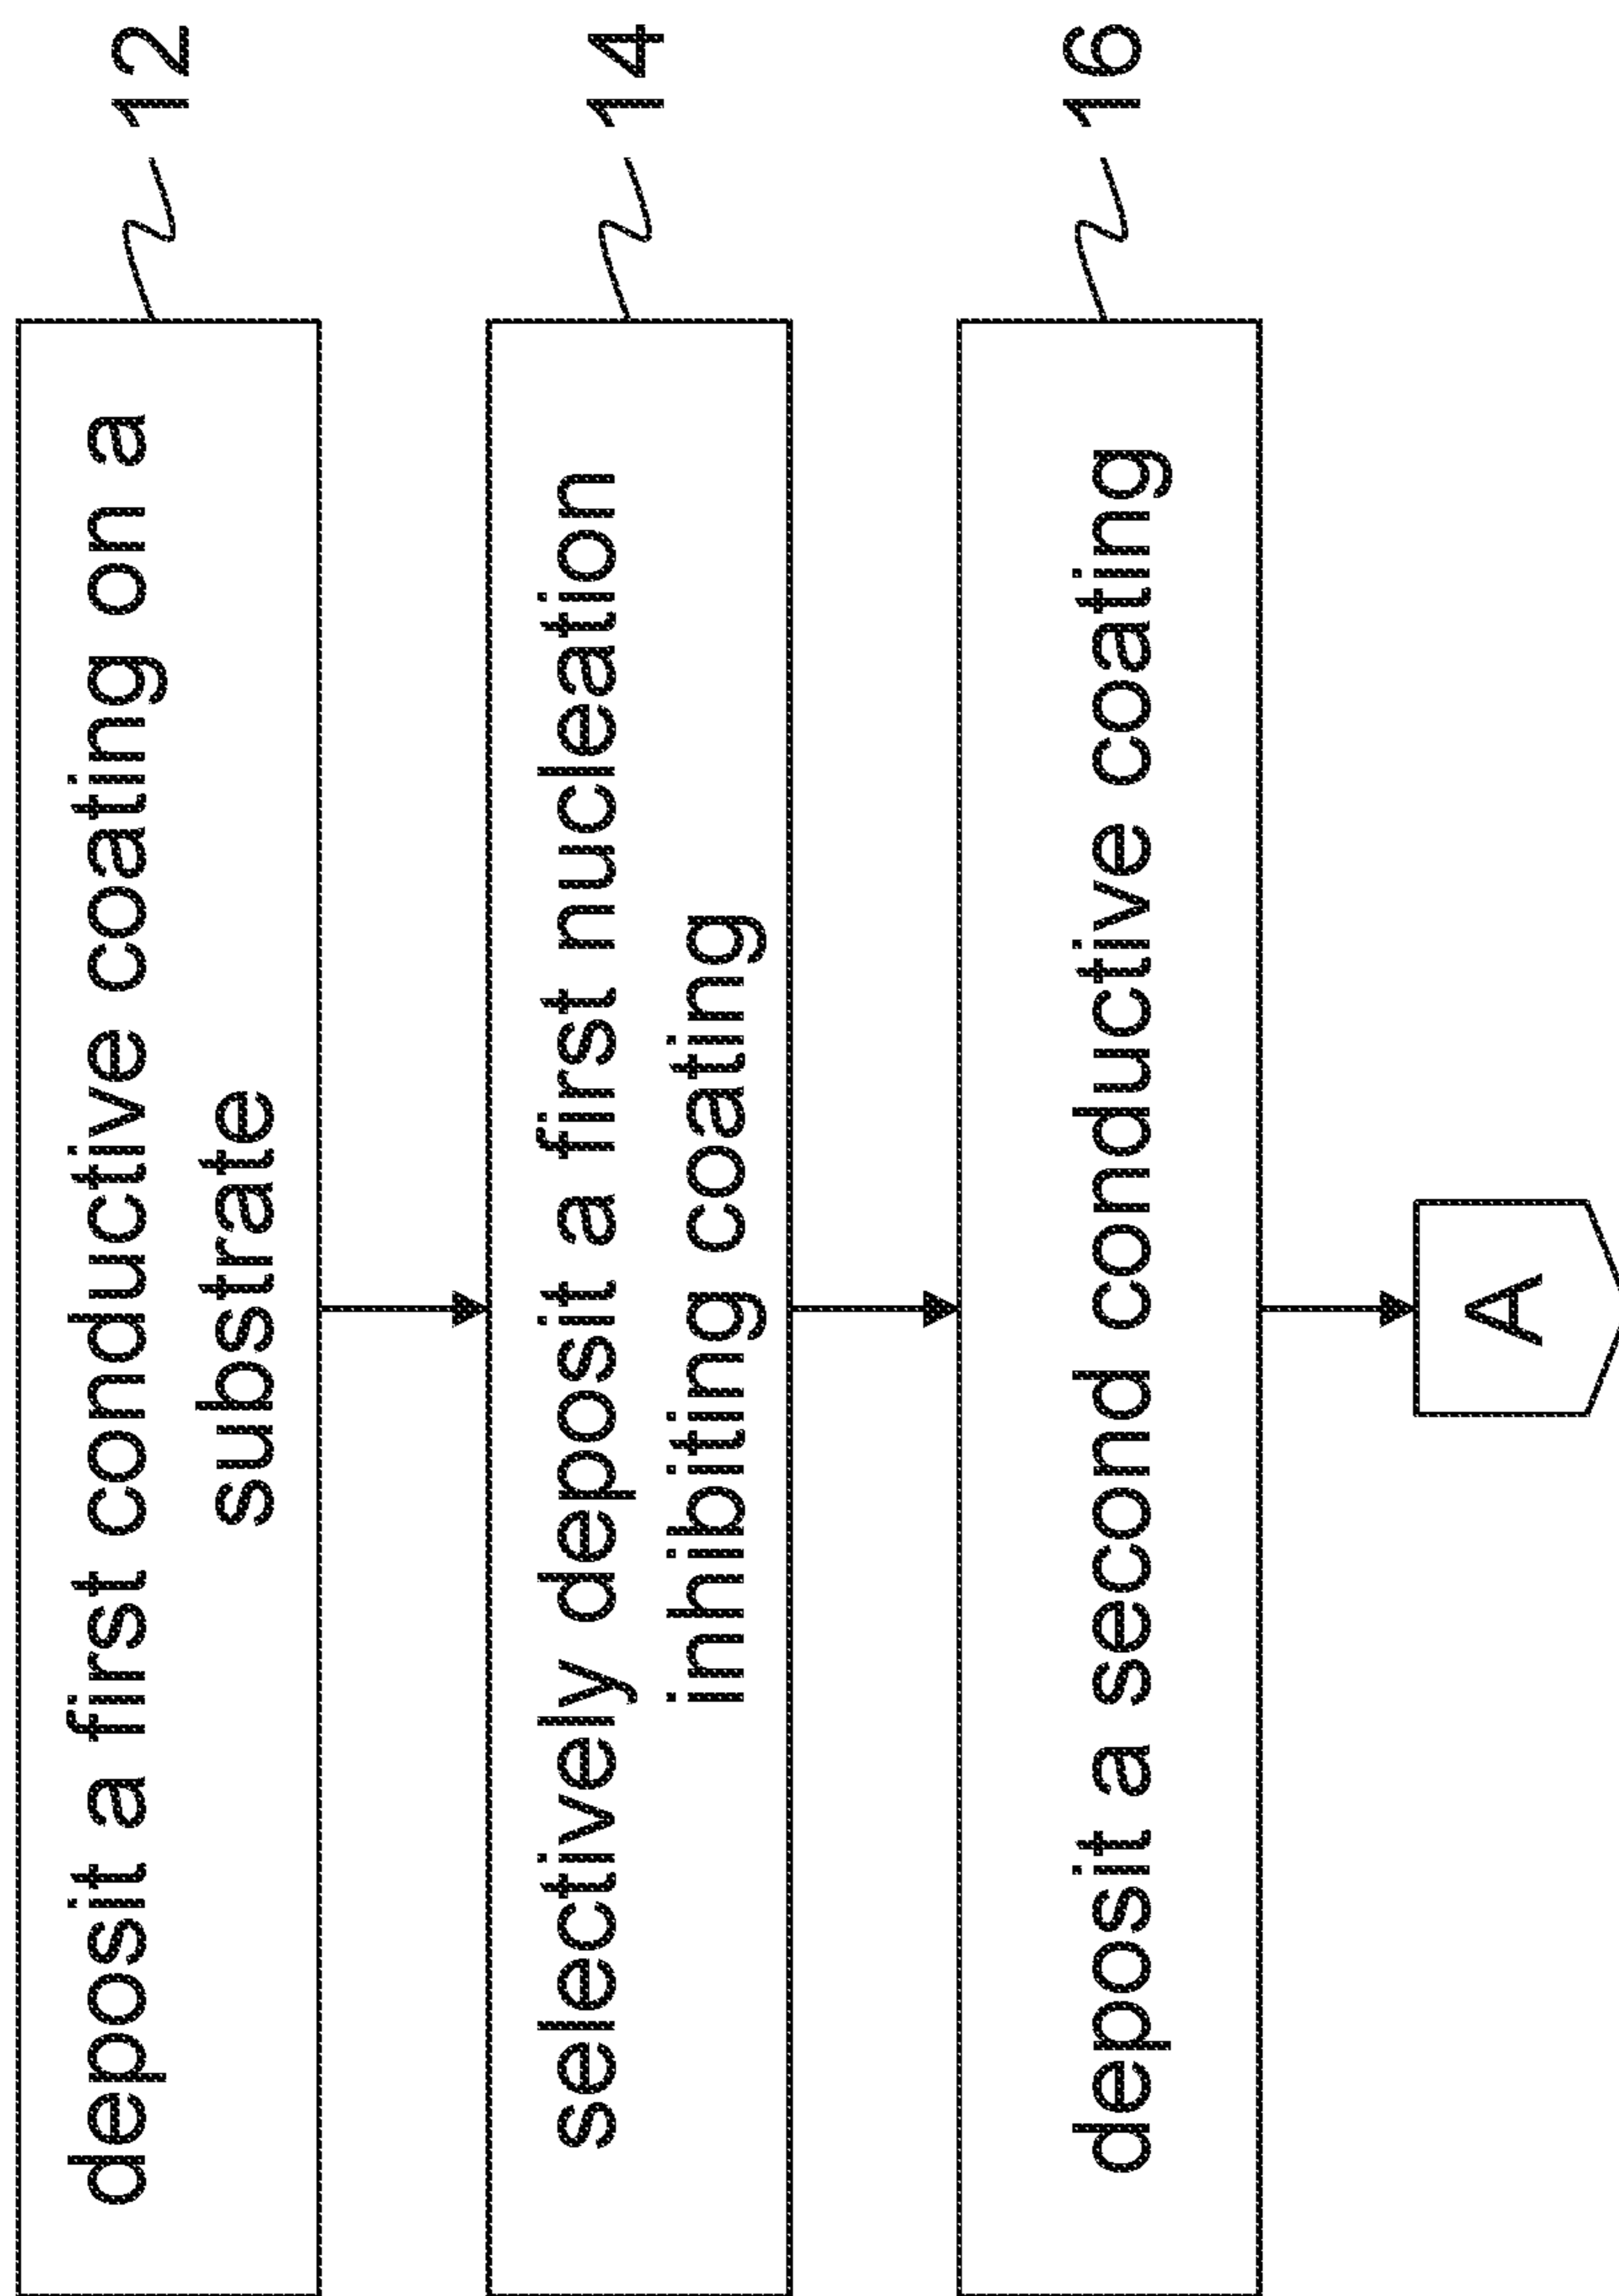 deposit a first conductive coating on a
substrate
12
selectively deposit a first nucleation
inhibiting coating
14
deposit a second conductive coating
16
A